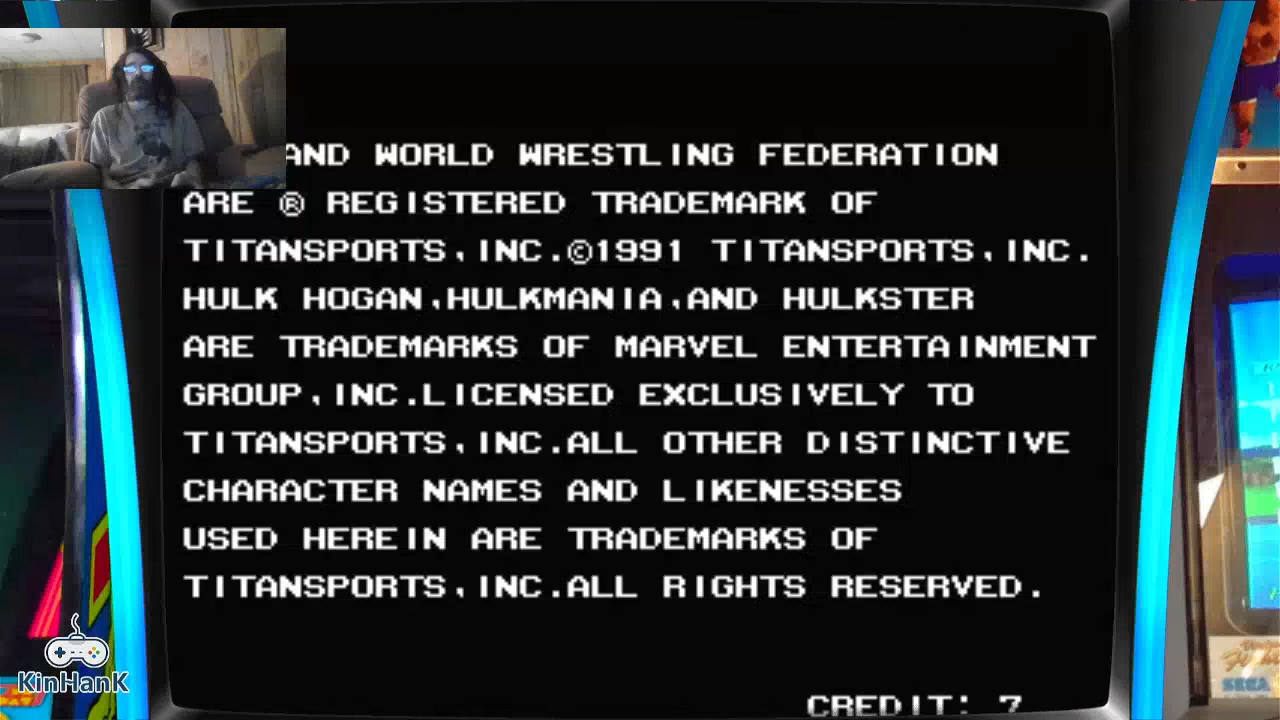 AND WORLD WRESTLING FEDERATION
ARE ® REGISTERED TRADEMARK OF
TITANSPORTS,INC.©1991 TITANSPORTS,INC.
HULK HOGAN,HULKMANIA,AND HULKSTER
ARE TRADEMARKS OF MARVEL ENTERTAINMENT
GROUP,INC.LICENSED EXCLUSIVELY TO
TITANSPORTS,INC.ALL OTHER DISTINCTIVE
CHARACTER NAMES AND LIKENESSES
USED HEREIN ARE TRADEMARKS OF
TITANSPORTS,INC.ALL RIGHTS RESERVED.
CREDIT: 7
KinHanK
SEGA